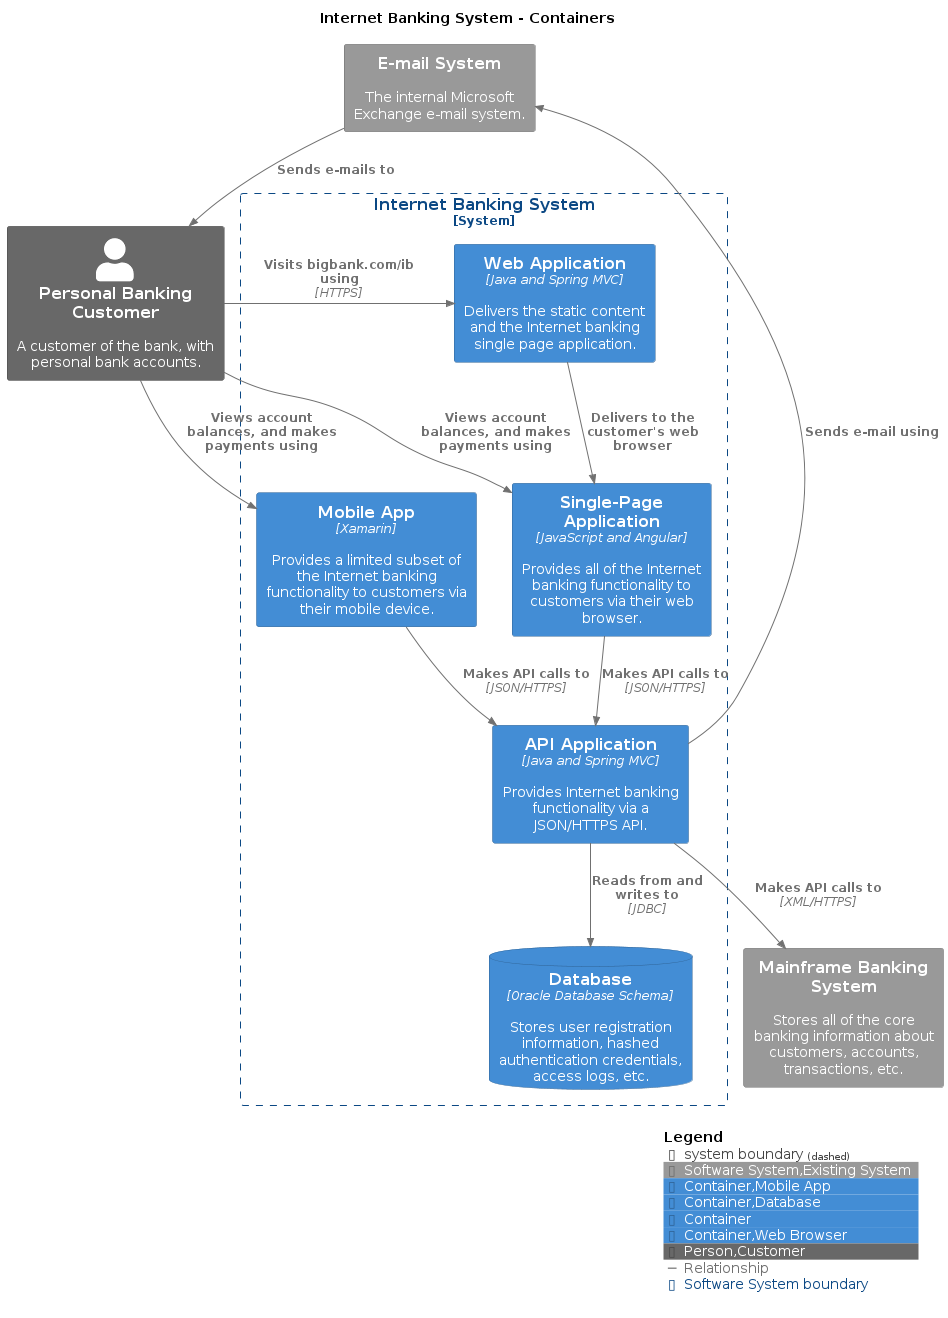 Internet Banking System - Containers
E-mail System
The internal Microsoft
Exchange e-mail system.
Sends e-mails to
Internet Banking System
[System]
Personal Banking
Customer
A customer of the bank, with
personal bank accounts.
Visits bigbank.com/ib
using
[HTTPS]
Web Application
[Java and Spring MVC]
Delivers the static content
and the Internet banking
single page application.
Views account
balances, and makes
payments using
Views account
balances, and makes
payments using
Delivers to the
customer's web
browser
Sends e-mail using
Mobile App
[Xamarin]
Provides a limited subset of
the Internet banking
functionality to customers via
their mobile device.
Single-Page
Application
[JavaScript and Angular]
Provides all of the Internet
banking functionality to
customers via their web
browser.
Makes API calls to
[JSON/HTTPS]
Makes API calls to
[JSON/HTTPS]
API Application
[Java and Spring MVC]
Provides Internet banking
functionality via a
JSON/HTTPS API.
Reads from and
writes to
[JDBC]
Makes API calls to
[XML/HTTPS]
Database
[Oracle Database Schema]
Stores user registration
information, hashed
authentication credentials,
access logs, etc.
Mainframe Banking
System
Stores all of the core
banking information about
customers, accounts,
transactions, etc.
Legend
system boundary (dashed)
Software System,Existing System
Container,Mobile App
Container,Database
Container
Container,Web Browser
Person,Customer
Relationship
Software System boundary